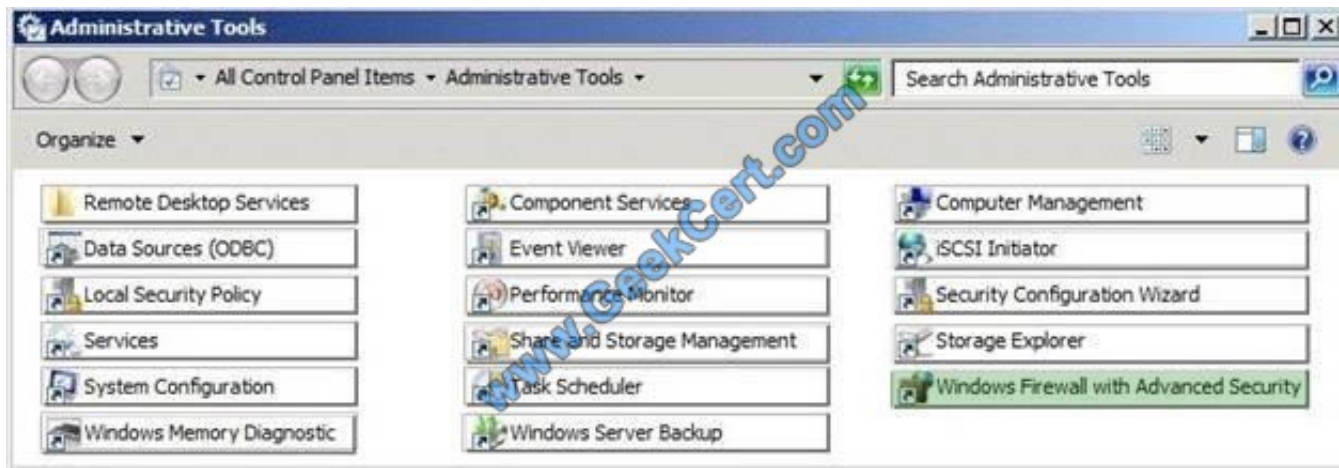 Administrative Tools
All Control Panel Items Administrative Tools Search Administrative Tools
Organize
Remote Desktop Services Component Services Computer Management
Data Sources (ODBC) Event Viewer iSCSI Initiator
Local Security Policy Performance Monitor Security Configuration Wizard
Services Share and Storage Management Storage Explorer
System Configuration Task Scheduler Windows Firewall with Advanced Security
Windows Memory Diagnostic Windows Server Backup
www.GeekCert.com